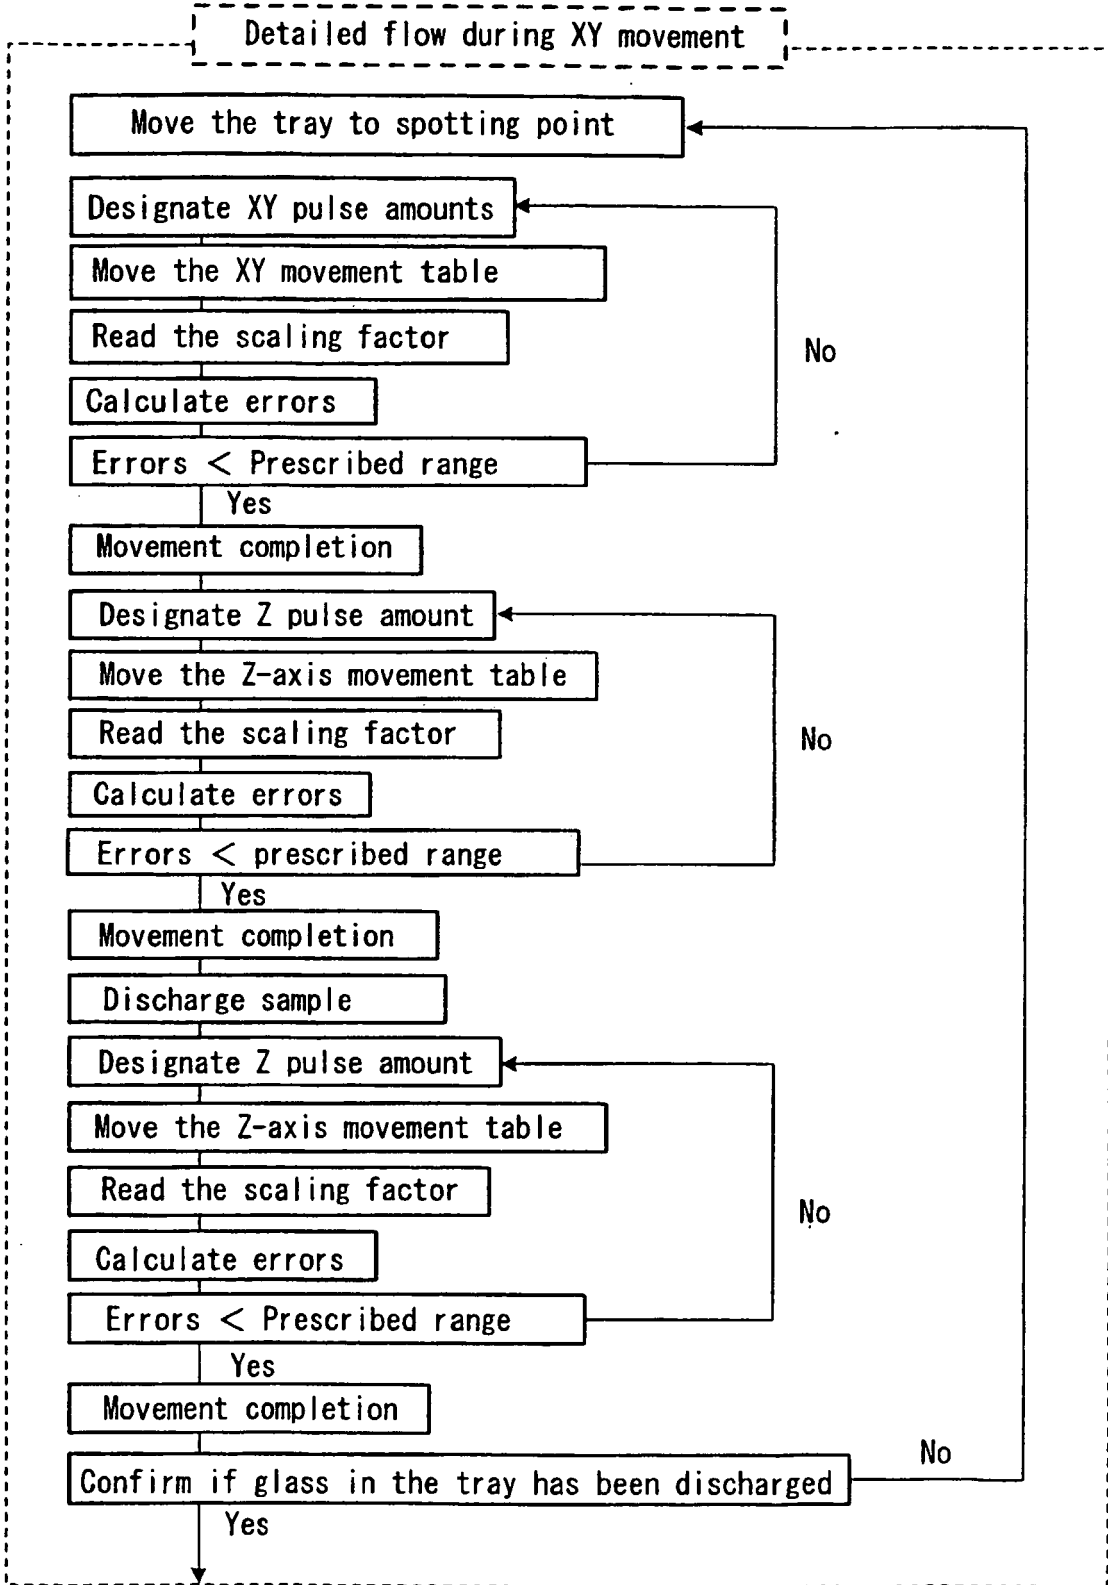 Detailed flow during XY movement
Move the tray to spotting point
Designate XY pulse amounts
Move the XY movement table
Read the scaling factor
No
Calculate errors
Errors < Prescribed range
Yes
Movement completion
Designate Z pulse amount
Move the Z-axis movement table
Read the scaling factor
No
Calculate errors
Errors < prescribed range
Yes
Movement completion
Discharge sample
Designate Z pulse amount
Move the Z-axis movement table
Read the scaling factor
No
Calculate errors
Errors < Prescribed range
Yes
Movement completion
No
Confirm if glass in the tray has been discharged
Yes